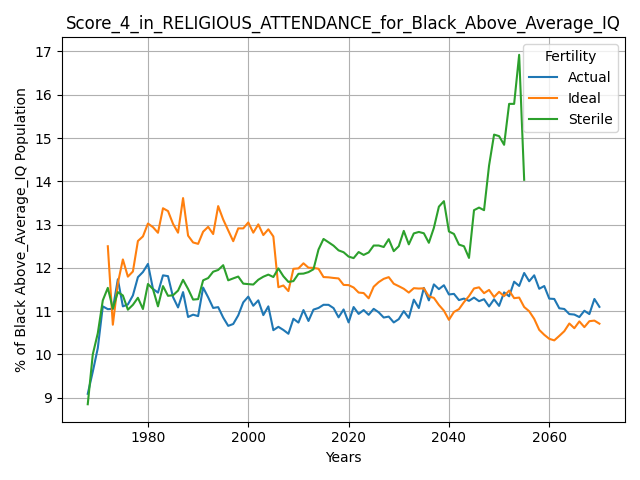 Score_4_in_RELIGIOUS_ATTENDANCE_for_Black_Above_Average_IQ
% of Black Above_Average_IQ Population
17
16
15
14
13
12
11
10
9
Fertility
Actual
Ideal
Sterile
1980
2000
2020
2040
2060
Years